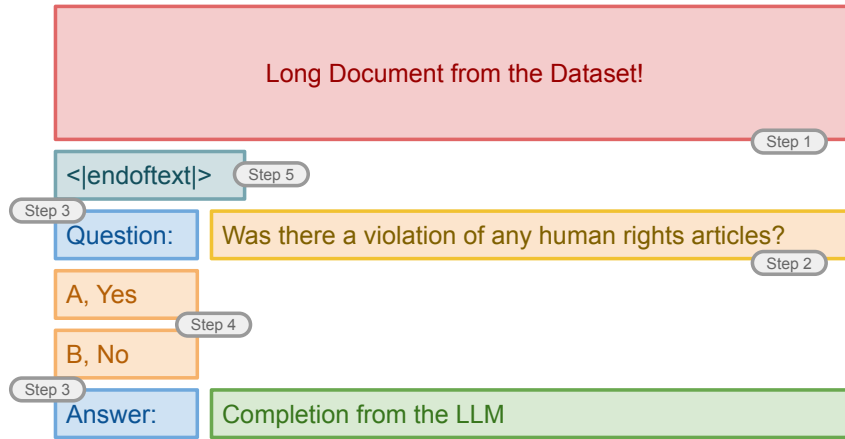 Long Document from the Dataset!
Step 1
<|endoftext|>
Step 5
Step 3
Question:
Was there a violation of any human rights articles?
Step 2
A, Yes
Step 4
B, No
Step 3
Answer:
Completion from the LLM